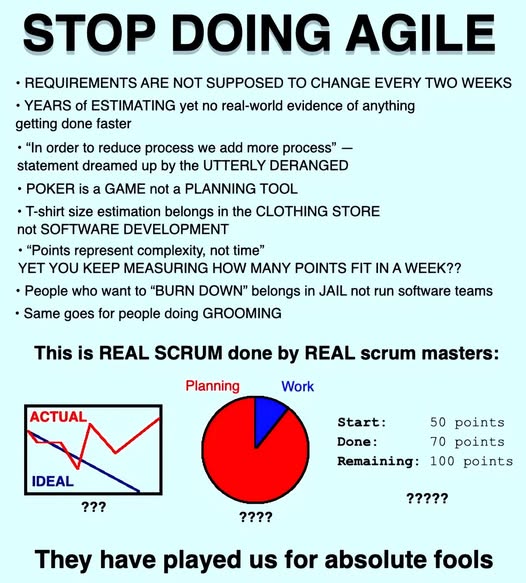 STOP DOING AGILE
• REQUIREMENTS ARE NOT SUPPOSED TO CHANGE EVERY TWO WEEKS
• YEARS of ESTIMATING yet no real-world evidence of anything
getting done faster
• “In order to reduce process we add more process” —
statement dreamed up by the UTTERLY DERANGED
• POKER is a GAME not a PLANNING TOOL
• T-shirt size estimation belongs in the CLOTHING STORE
not SOFTWARE DEVELOPMENT
• “Points represent complexity, not time”
YET YOU KEEP MEASURING HOW MANY POINTS FIT IN A WEEK??
• People who want to “BURN DOWN” belongs in JAIL not run software teams
• Same goes for people doing GROOMING
This is REAL SCRUM done by REAL scrum masters:
ACTUAL
IDEAL
???
Planning Work
????
Start: 50 points
Done: 70 points
Remaining: 100 points
?????
They have played us for absolute fools